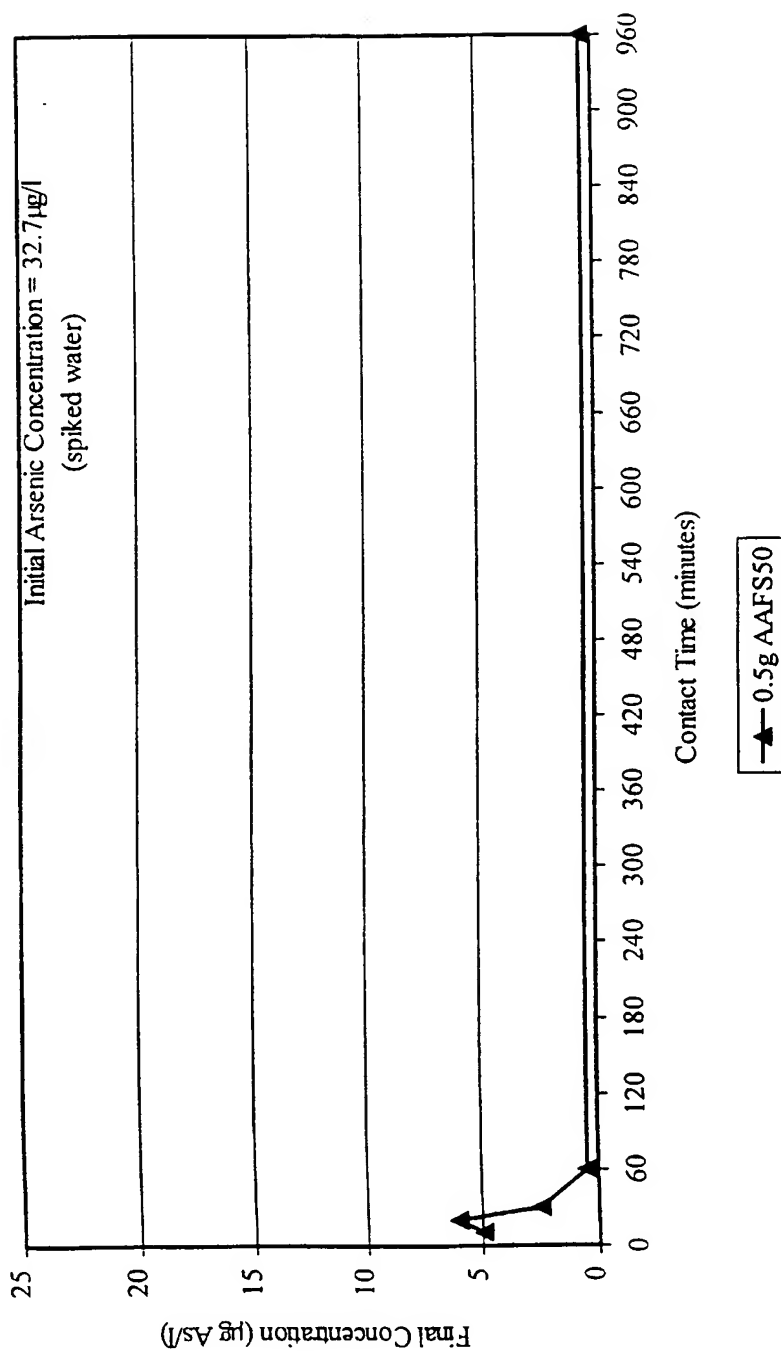 Initial Arsenic Concentration = 32.7µg/l
(spiked water)
Final Concentration (µg As/l)
25
20
15
10
5
0
0 60 120 180 240 300 360 420 480 540 600 660 720 780 840 900 960
Contact Time (minutes)
0.5g AAFS50